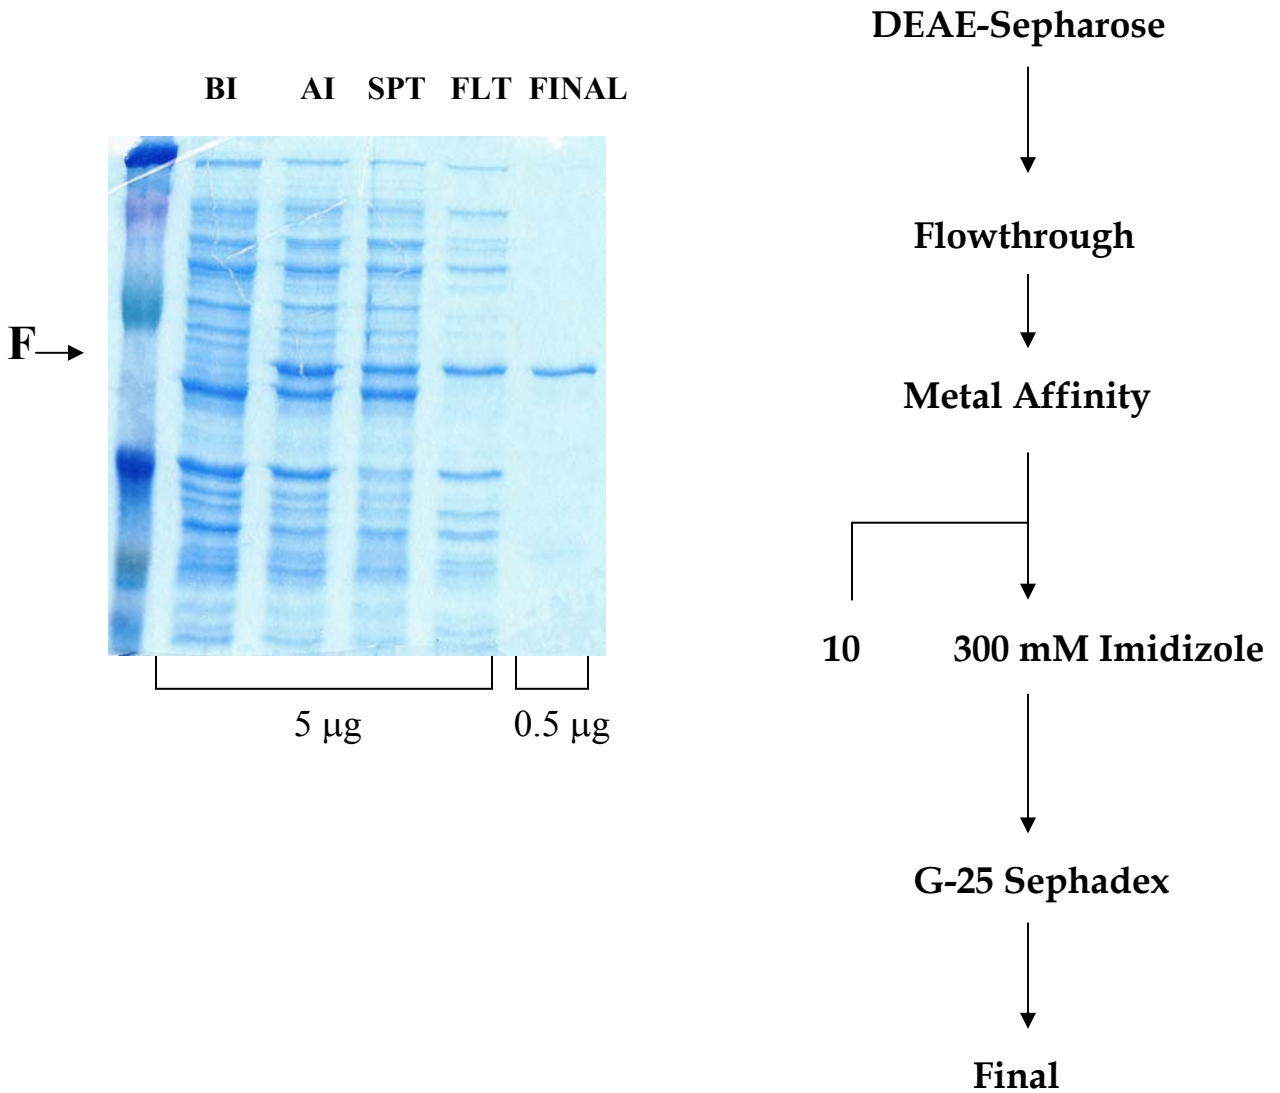 DEAE-Sepharose
BI AI SPT FLT FINAL
Flowthrough
F
Metal Affinity
10 300 mM Imidizole
5 μg 0.5 μg
G-25 Sephadex
Final